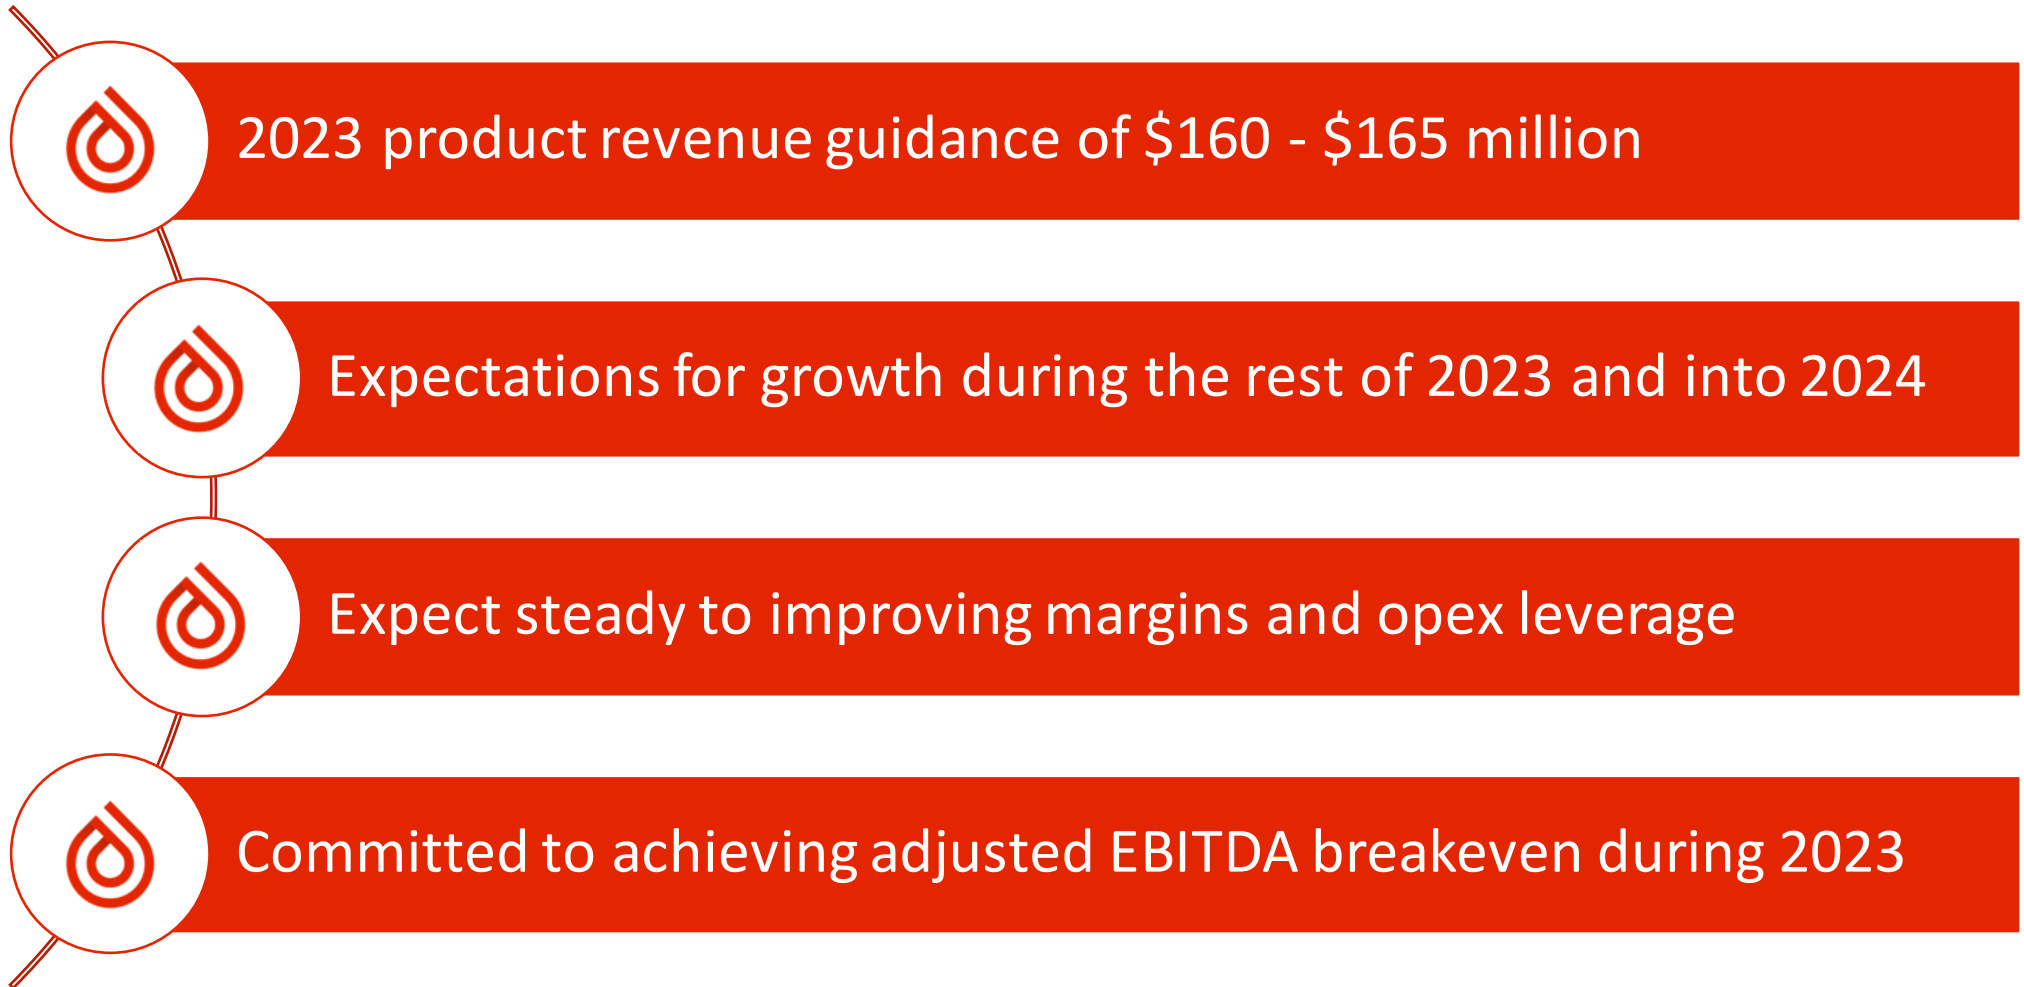 2023 product revenue guidance of $160 - $165 million
Expectations for growth during the rest of 2023 and into 2024
Expect steady to improving margins and opex leverage
Committed to achieving adjusted EBITDA breakeven during 2023